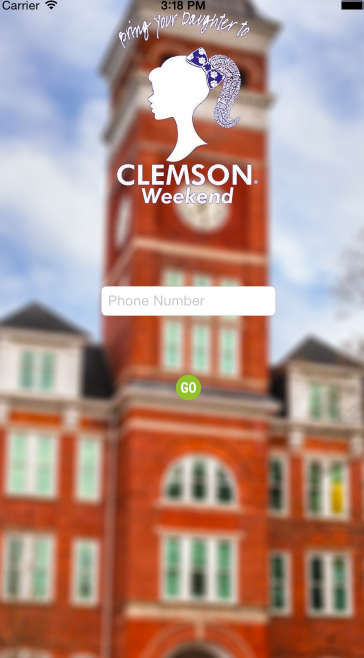 Carrier 3:18 PM
Bring Your Daughter to
CLEMSON®
Weekend
Phone Number
GO